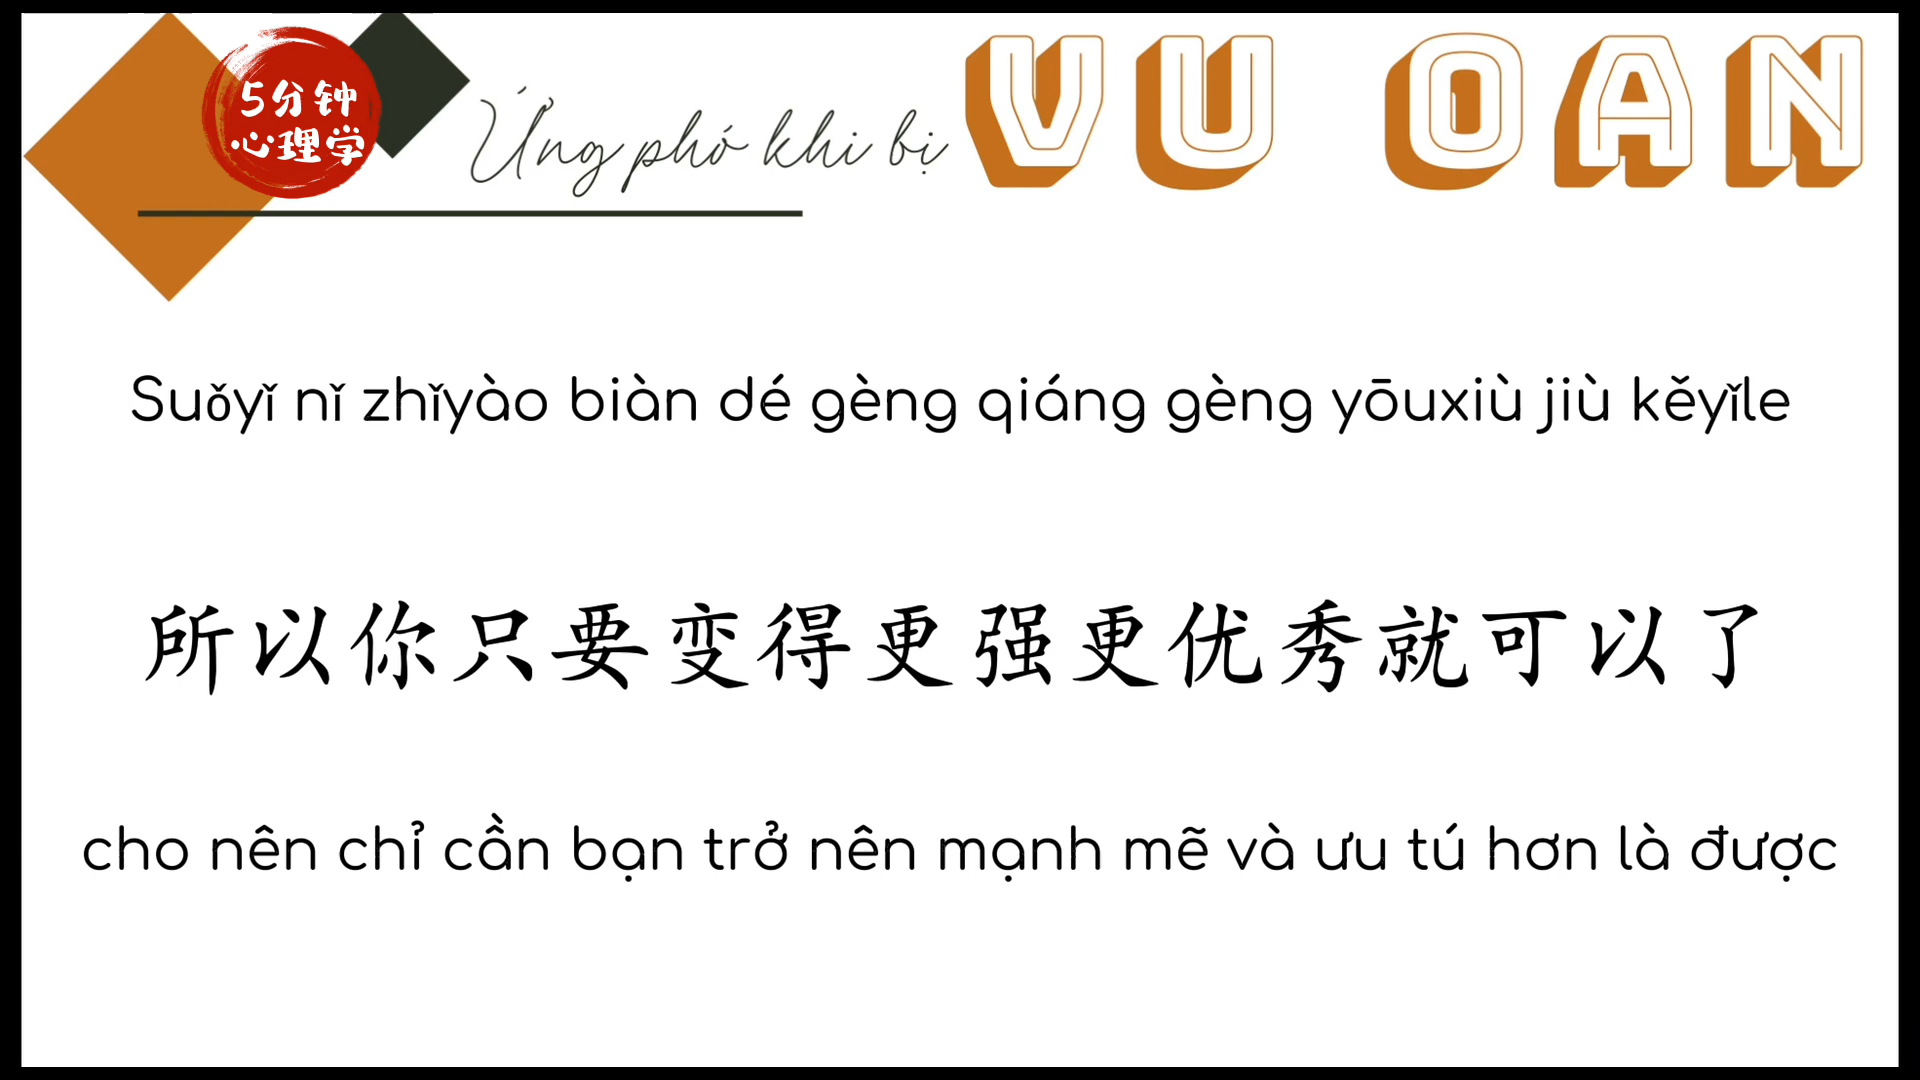 5分钟
心理学
Ứng phó khi bị VU OAN
Suǒyǐ nǐ zhǐyào biàn dé gèng qiáng gèng yōuxiù jiù kěyǐle
所以你只要变得更强更优秀就可以了
cho nên chỉ cần bạn trở nên mạnh mẽ và ưu tú hơn là được